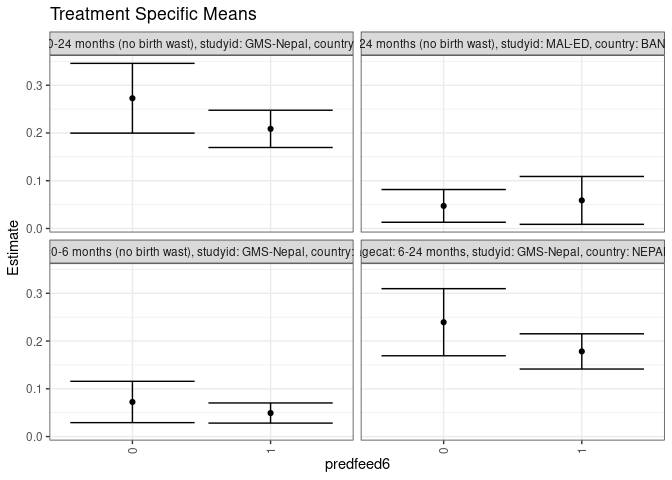 Treatment Specific Means
0-24 months (no birth wast), studyid: GMS-Nepal, country
24 months (no birth wast), studyid: MAL-ED, country: BAN
0.3
0.2
0.1
0.0
0-6 months (no birth wast), studyid: GMS-Nepal, country:
agecat: 6-24 months, studyid: GMS-Nepal, country: NEPAL
0.3
0.2
0.1
0.0
Estimate
0
1
0
1
predfeed6